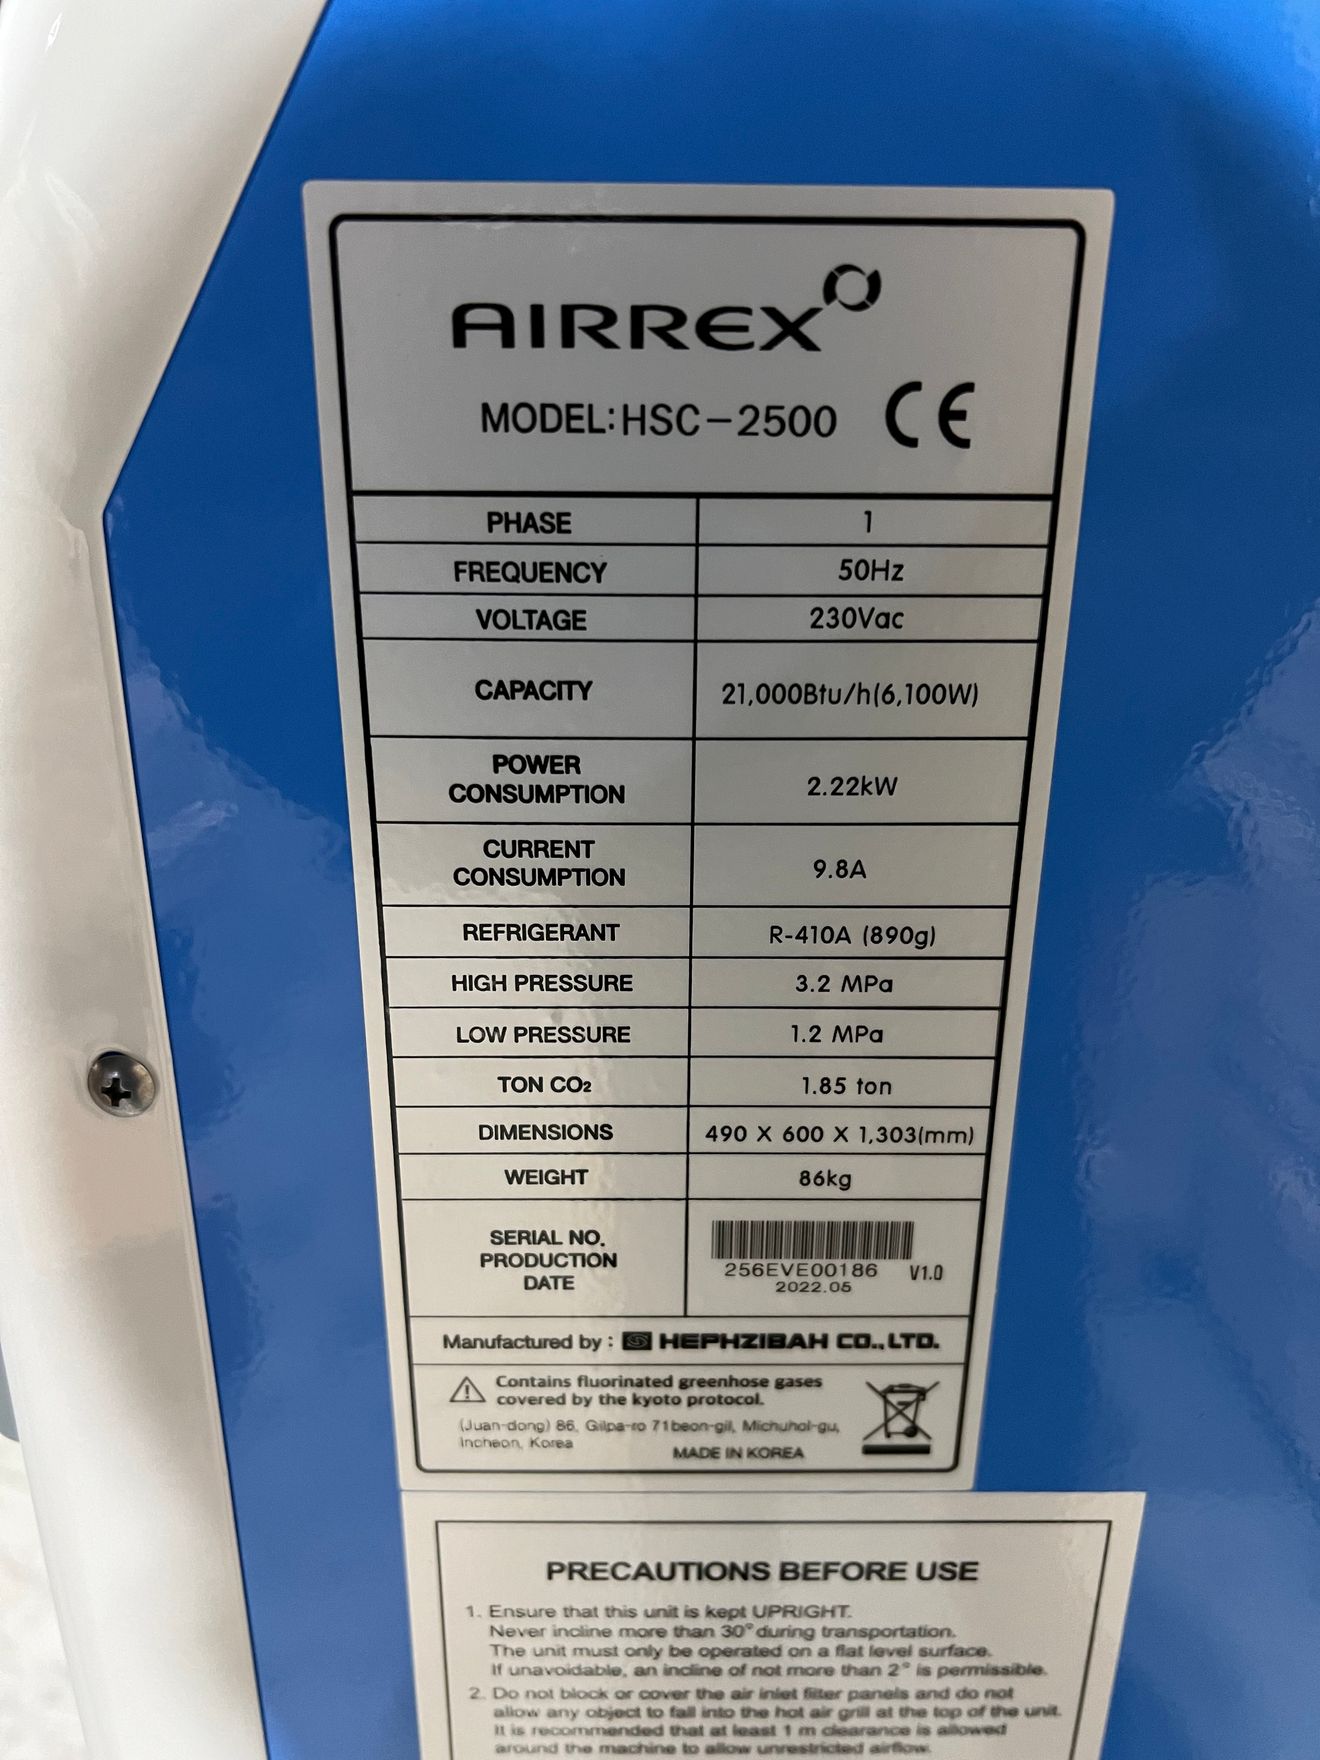 AIRREX
MODEL:HSC-2500 CE
PHASE 1
FREQUENCY 50Hz
VOLTAGE 230Vac
CAPACITY 21,000Btu/h(6,100W)
POWER
CONSUMPTION 2.22kW
CURRENT
CONSUMPTION 9.8A
REFRIGERANT R-410A (890g)
HIGH PRESSURE 3.2 MPa
LOW PRESSURE 1.2 MPa
TON CO₂ 1.85 ton
DIMENSIONS 490 X 600 X 1,303(mm)
WEIGHT 86kg
SERIAL NO.
PRODUCTION
DATE
256EVE00186 V1.0
2022.05
Manufactured by : HEPHZIBAH CO., LTD.
Contains fluorinated greenhose gases
covered by the kyoto protocol.
(Juan-dong) 86, Gilpa-ro 71beon-gil, Michuhol-gu,
Incheon, Korea
MADE IN KOREA
PRECAUTIONS BEFORE USE
1. Ensure that this unit is kept UPRIGHT.
Never incline more than 30° during transportation.
The unit must only be operated on a flat level surface.
If unavoidable, an incline of not more than 2° is permissible.
2. Do not block or cover the air inlet filter panels and do not
allow any object to fall into the hot air grill at the top of the unit.
It is recommended that at least 1 m clearance is allowed
around the machine to allow unrestricted airflow.